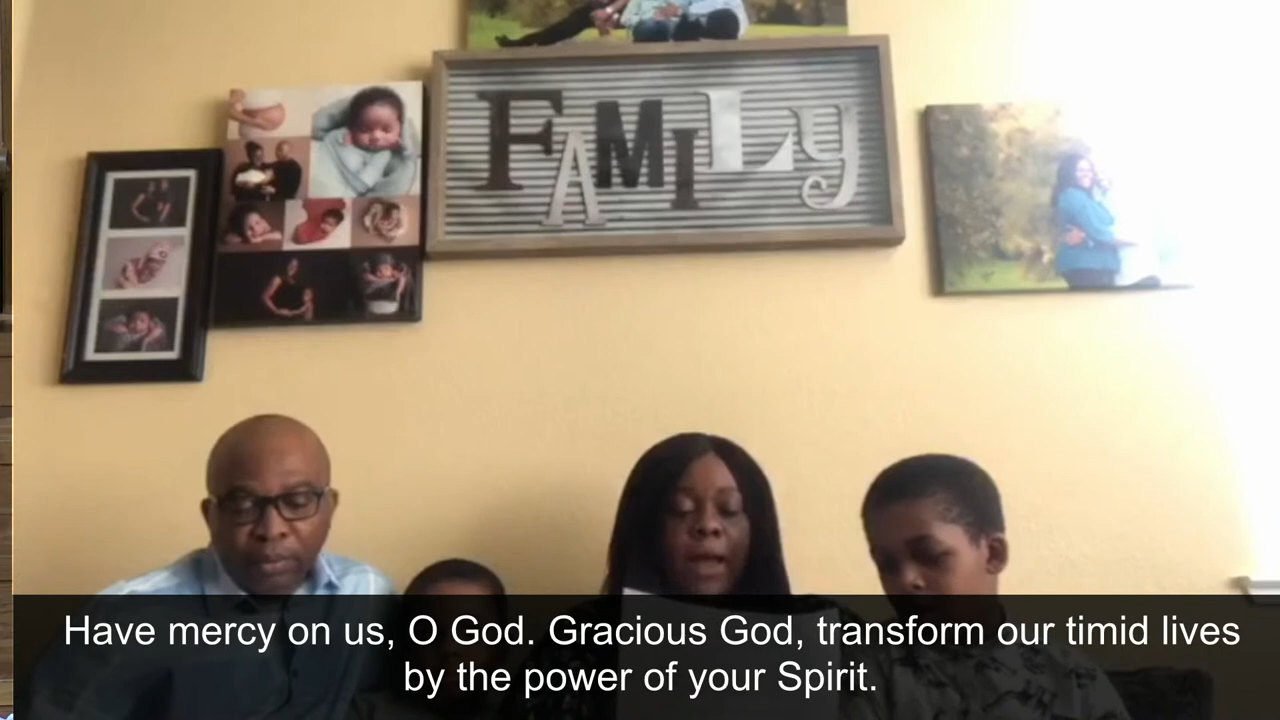 FAMILY
Have mercy on us, O God. Gracious God, transform our timid lives
by the power of your Spirit.